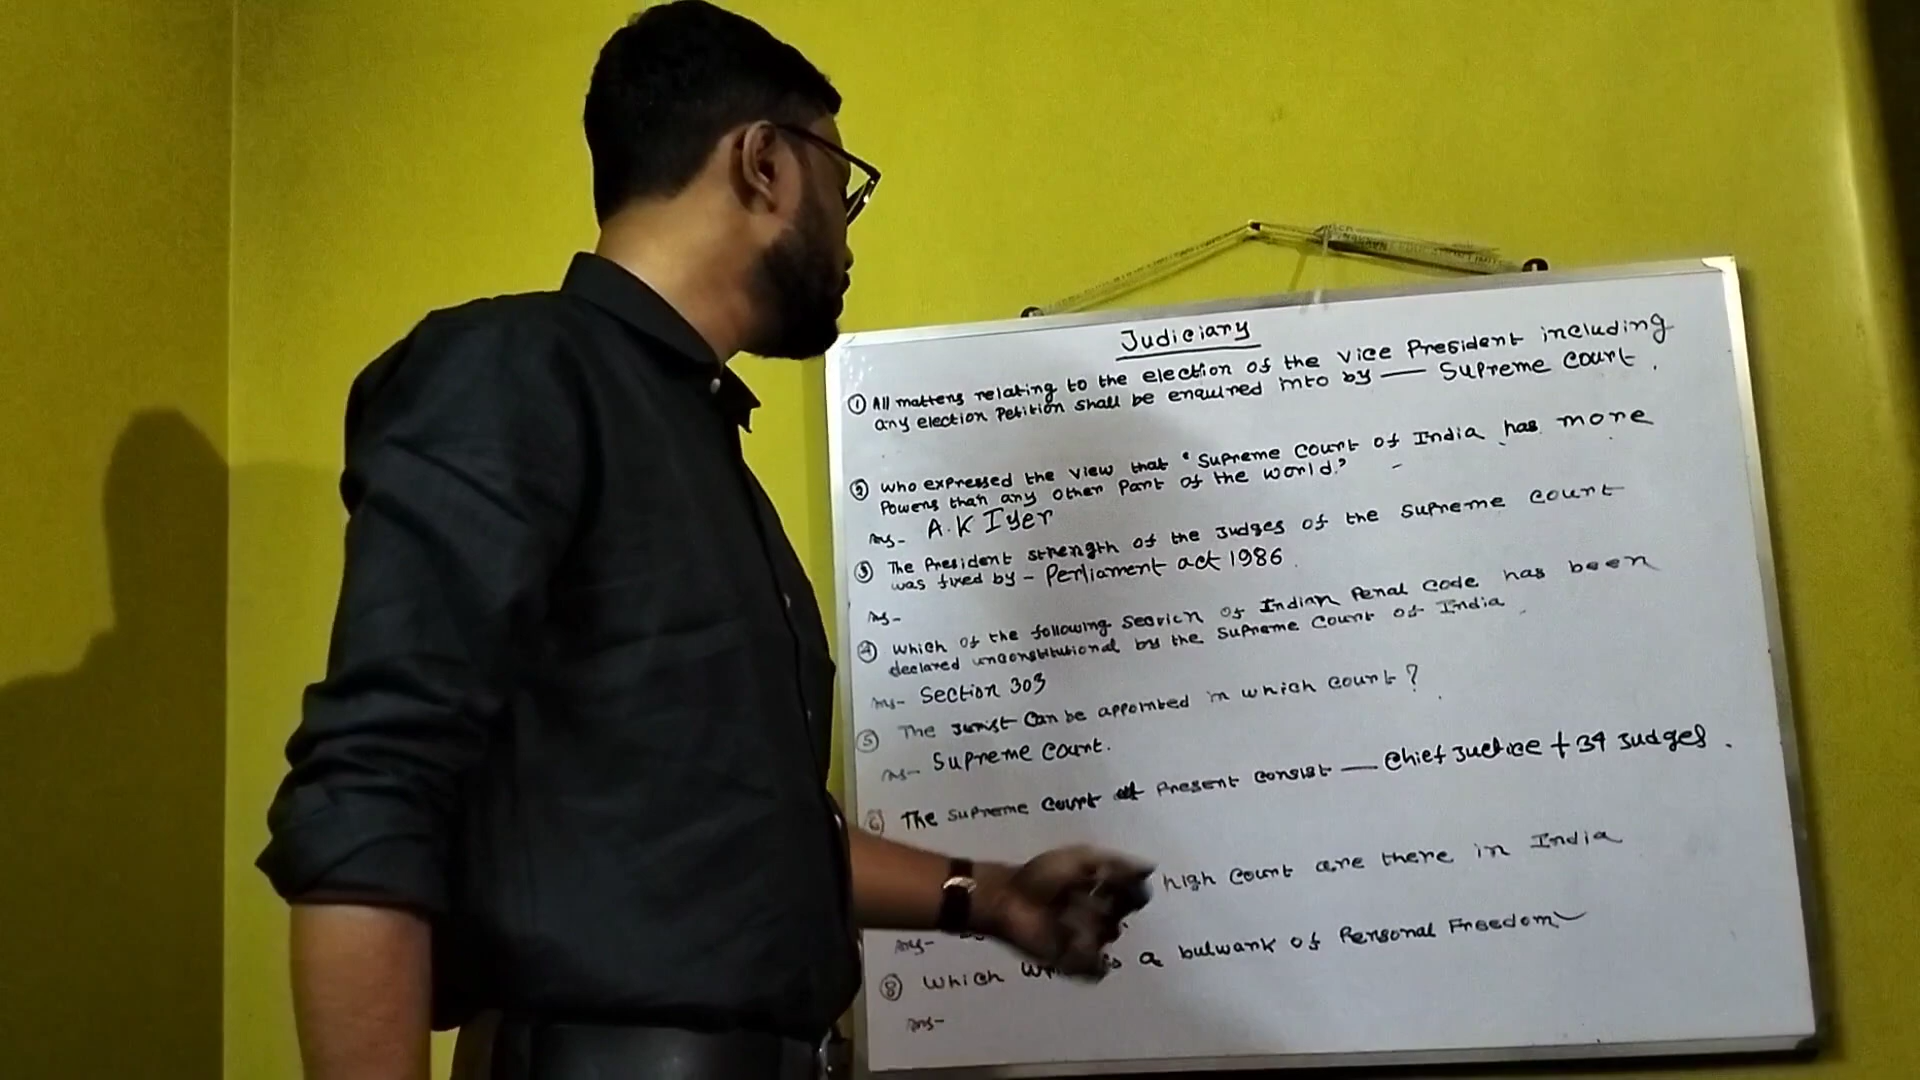 Judiciary
① All matters relating to the election of the Vice President including
any election Petition shall be enquired into by — Supreme Court.
② Who expressed the view that "Supreme Court of India has more
Powers than any other Part of the world."
Ans- A.K Iyer
③ The President strength of the Judges of the Supreme Court
was fixed by - Perliament act 1986
Ans-
④ Which of the following of Indian Penal Code has been
declared unconstitutional by the Supreme Court of India
Ans- Section 303
⑤ The Jurist Can be appointed in which court?
Ans- Supreme Court.
⑥ The Supreme Court at Present consist — Chief Justice + 34 Judges.
high Court are there in India
Ans-
⑧ Which is a bulwark of Personal Freedom
Ans-